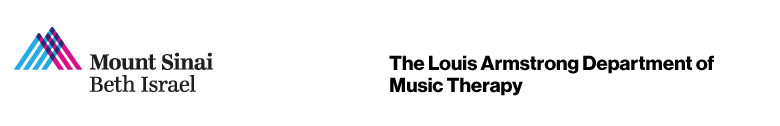 Mount Sinai
Beth Israel
The Louis Armstrong Department of
Music Therapy